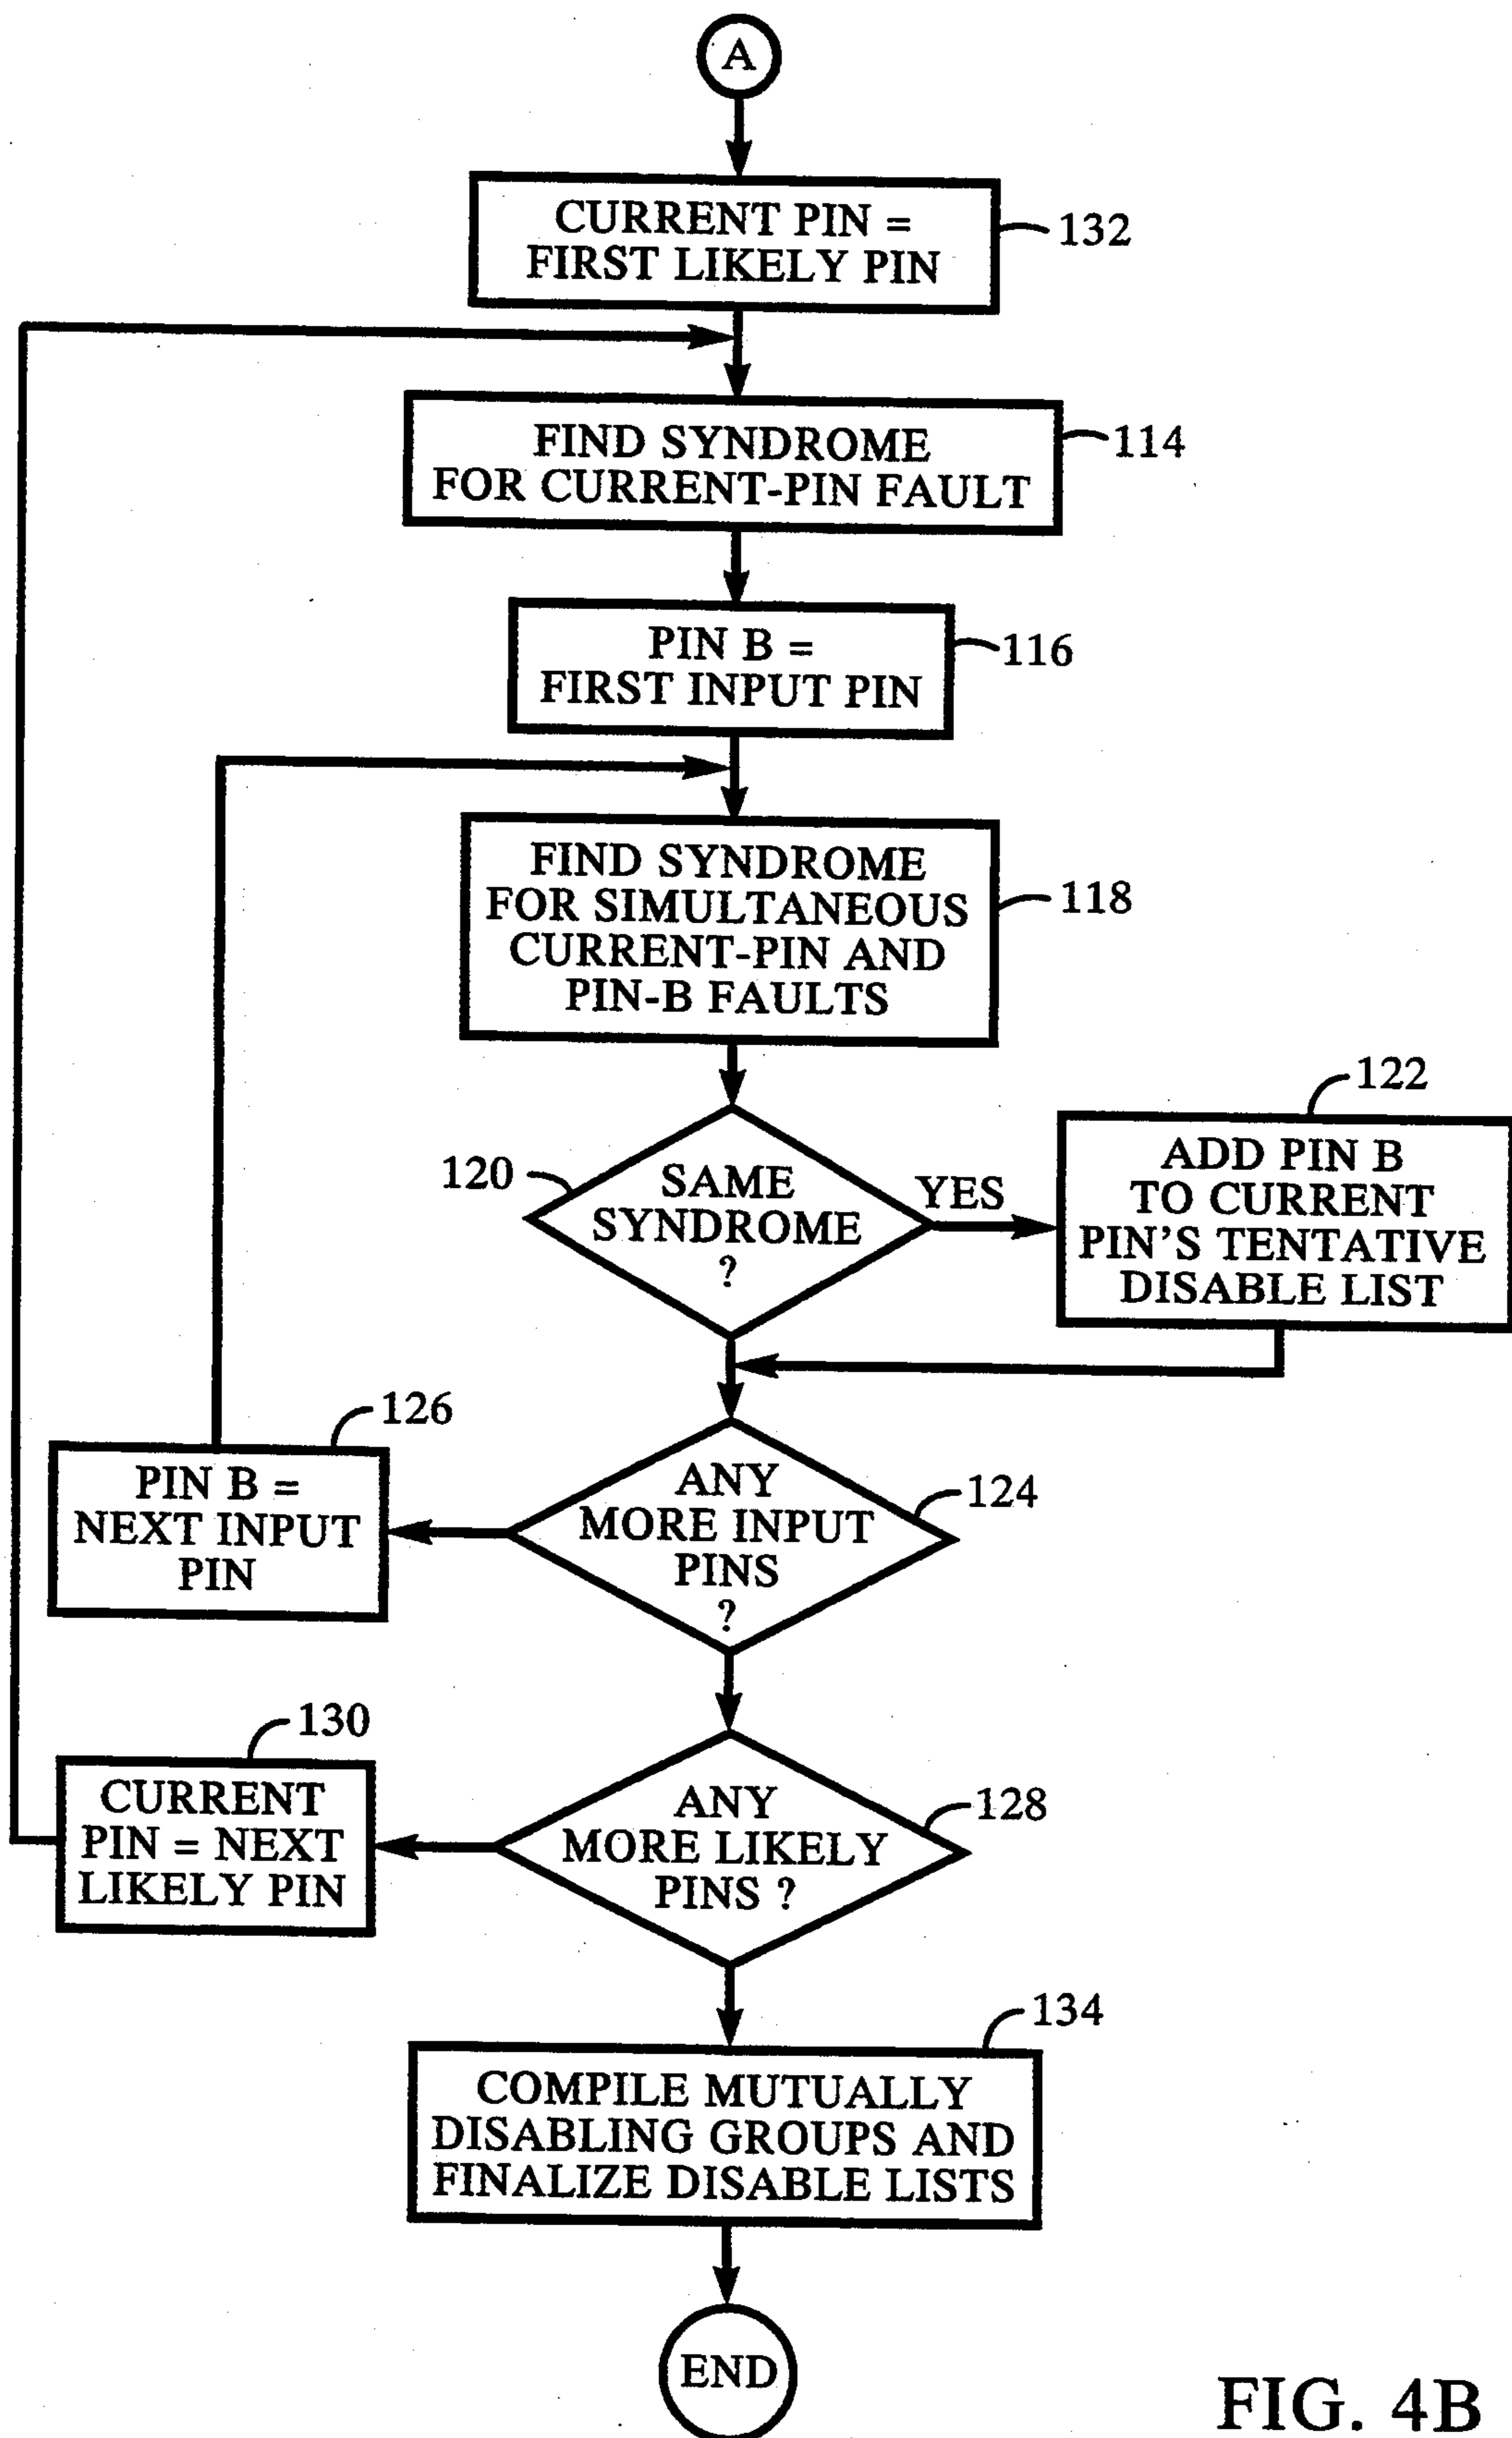 A
CURRENT PIN =
FIRST LIKELY PIN
132
FIND SYNDROME
FOR CURRENT-PIN FAULT
114
PIN B =
FIRST INPUT PIN
116
FIND SYNDROME
FOR SIMULTANEOUS
CURRENT-PIN AND
PIN-B FAULTS
118
120
SAME
SYNDROME
?
YES
122
ADD PIN B
TO CURRENT
PIN'S TENTATIVE
DISABLE LIST
126
PIN B =
NEXT INPUT
PIN
ANY
MORE INPUT
PINS
?
124
130
CURRENT
PIN = NEXT
LIKELY PIN
ANY
MORE LIKELY
PINS ?
128
134
COMPILE MUTUALLY
DISABLING GROUPS AND
FINALIZE DISABLE LISTS
END
FIG. 4B